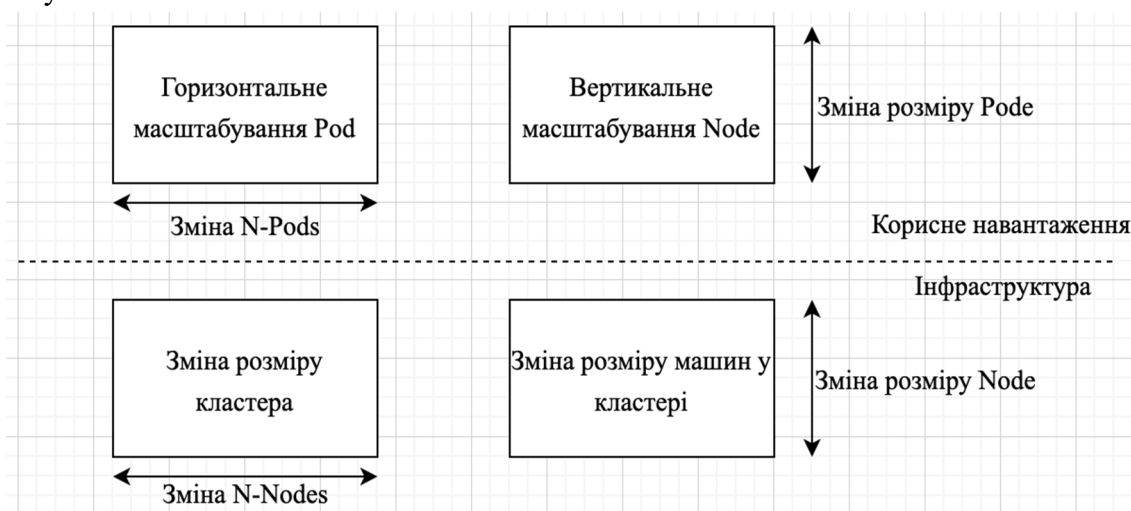 Горизонтальне
масштабування Pod
Вертикальне
масштабування Node
Зміна розміру Pode
Зміна N-Pods
Корисне навантаження
Інфраструктура
Зміна розміру
кластера
Зміна розміру машин у
кластері
Зміна розміру Node
Зміна N-Nodes